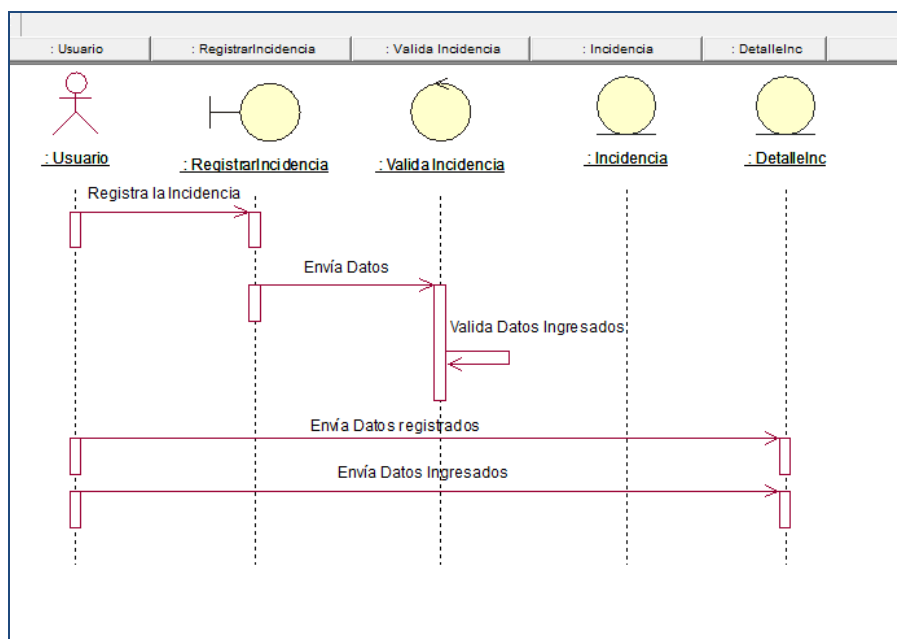 : Usuario
: RegistrarIncidencia
: Valida Incidencia
: Incidencia
: DetalleInc
: Usuario
: RegistrarIncidencia
: Valida Incidencia
: Incidencia
: DetalleInc
Registra la Incidencia
Envía Datos
Valida Datos Ingresados
Envía Datos registrados
Envía Datos Ingresados